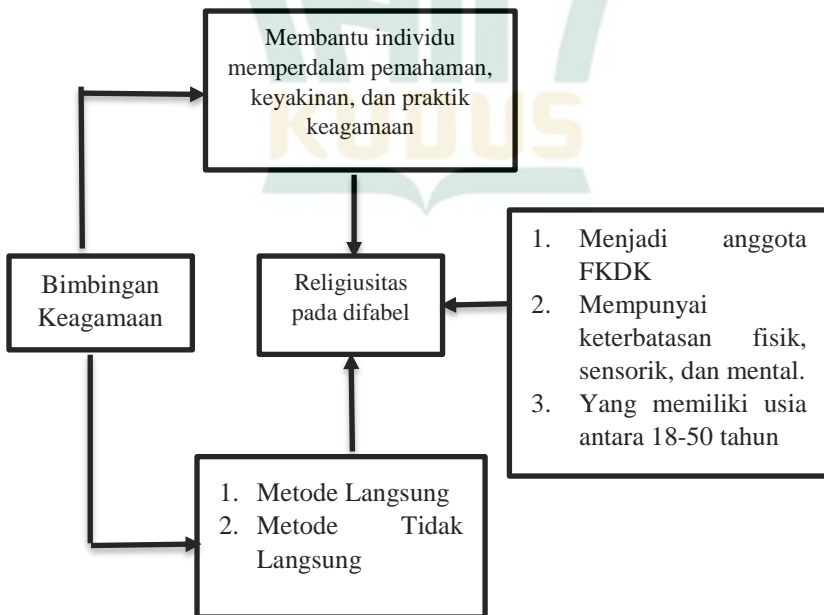 Membantu individu
memperdalam pemahaman,
keyakinan, dan praktik
keagamaan
KUDUS
Bimbingan
Keagamaan
Religiusitas
pada difabel
1. Menjadi anggota
FKDK
2. Mempunyai
keterbatasan fisik,
sensorik, dan mental.
3. Yang memiliki usia
antara 18-50 tahun
1. Metode Langsung
2. Metode Tidak
Langsung